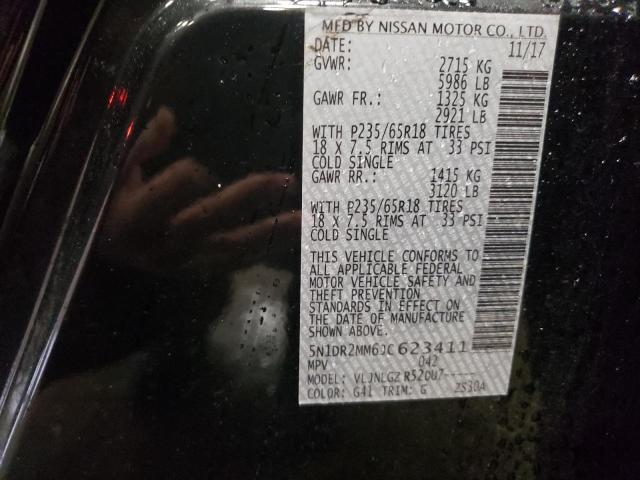 MFD BY NISSAN MOTOR CO., LTD.
DATE: 11/17
GVWR: 2715 KG
5986 LB
GAWR FR.: 1325 KG
2921 LB
WITH P235/65R18 TIRES
18 X 7.5 RIMS AT 33 PSI
COLD SINGLE
GAWR RR.: 1415 KG
3120 LB
WITH P235/65R18 TIRES
18 X 7.5 RIMS AT 33 PSI
COLD SINGLE
THIS VEHICLE CONFORMS TO
ALL APPLICABLE FEDERAL
MOTOR VEHICLE SAFETY AND
THEFT PREVENTION
STANDARDS IN EFFECT ON
THE DATE OF MANUFACTURE
SHOWN ABOVE.
5N1DR2MM6JC623411
MPV 042
MODEL: VLJNLGZ R520U7-----
COLOR: G41 TRIM: G ZS30A